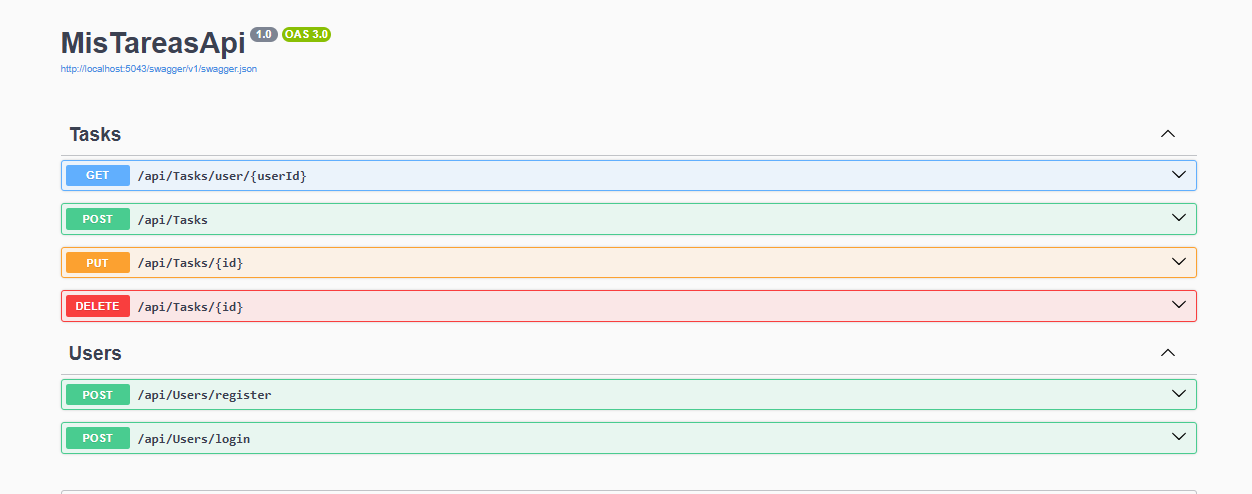 MisTareasApi 1.0 OAS 3.0
http://localhost:5043/swagger/v1/swagger.json
Tasks
GET /api/Tasks/user/{userId}
POST /api/Tasks
PUT /api/Tasks/{id}
DELETE /api/Tasks/{id}
Users
POST /api/Users/register
POST /api/Users/login